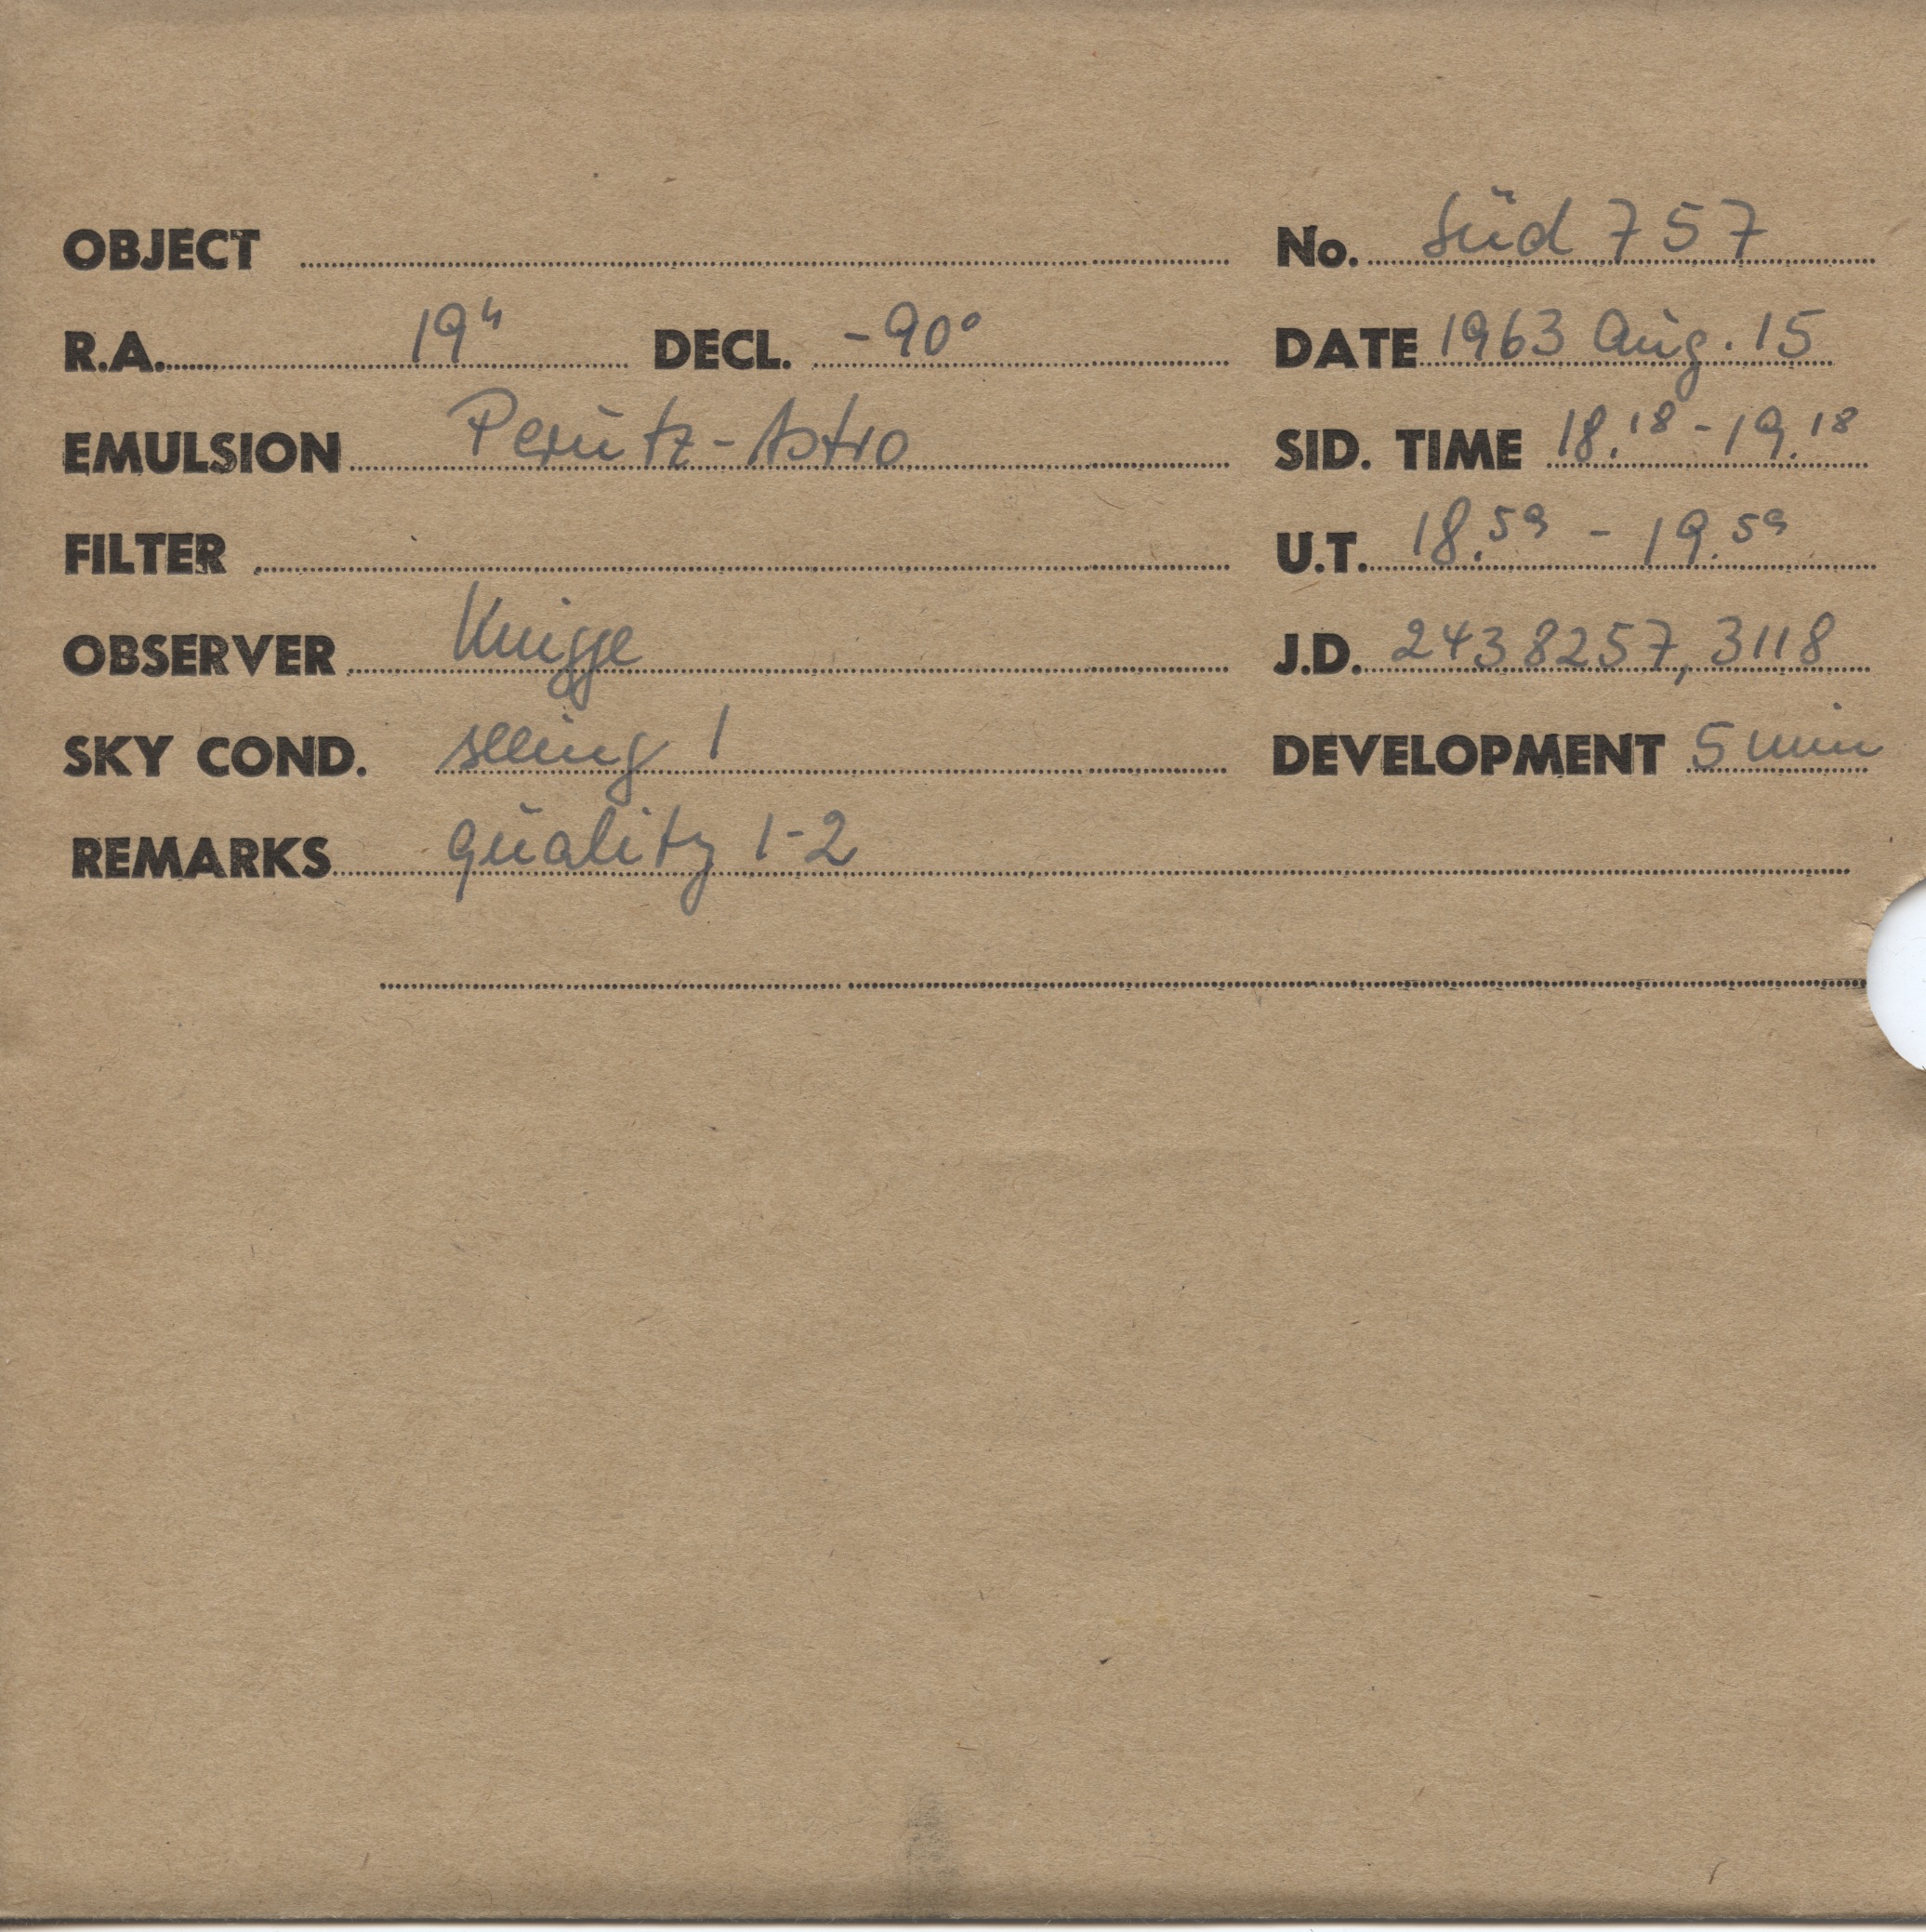 OBJECT No. Süd 757
R.A. 19h DECL. -90° DATE 1963 Aug. 15
EMULSION Perutz-Astro SID. TIME 18.18 - 19.18
FILTER U.T. 18.59 - 19.59
OBSERVER Knigge J.D. 2438257,3118
SKY COND. seeing 1 DEVELOPMENT 5 min
REMARKS quality 1-2